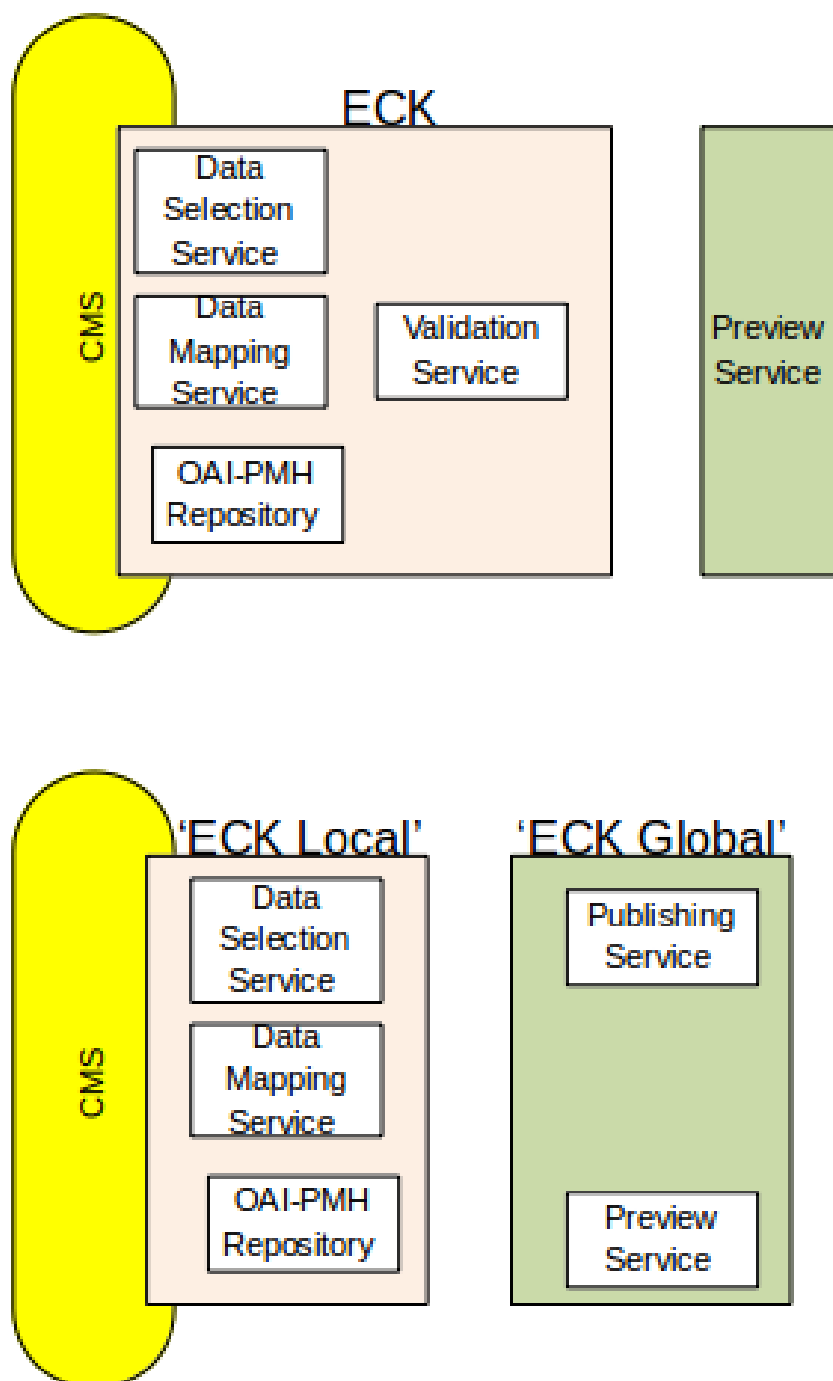 ECK
Data
Selection
Service
CMS
Data
Mapping
Service
Validation
Service
Preview
Service
OAI-PMH
Repository
‘ECK Local’
‘ECK Global’
Data
Selection
Service
Publishing
Service
CMS
Data
Mapping
Service
OAI-PMH
Repository
Preview
Service